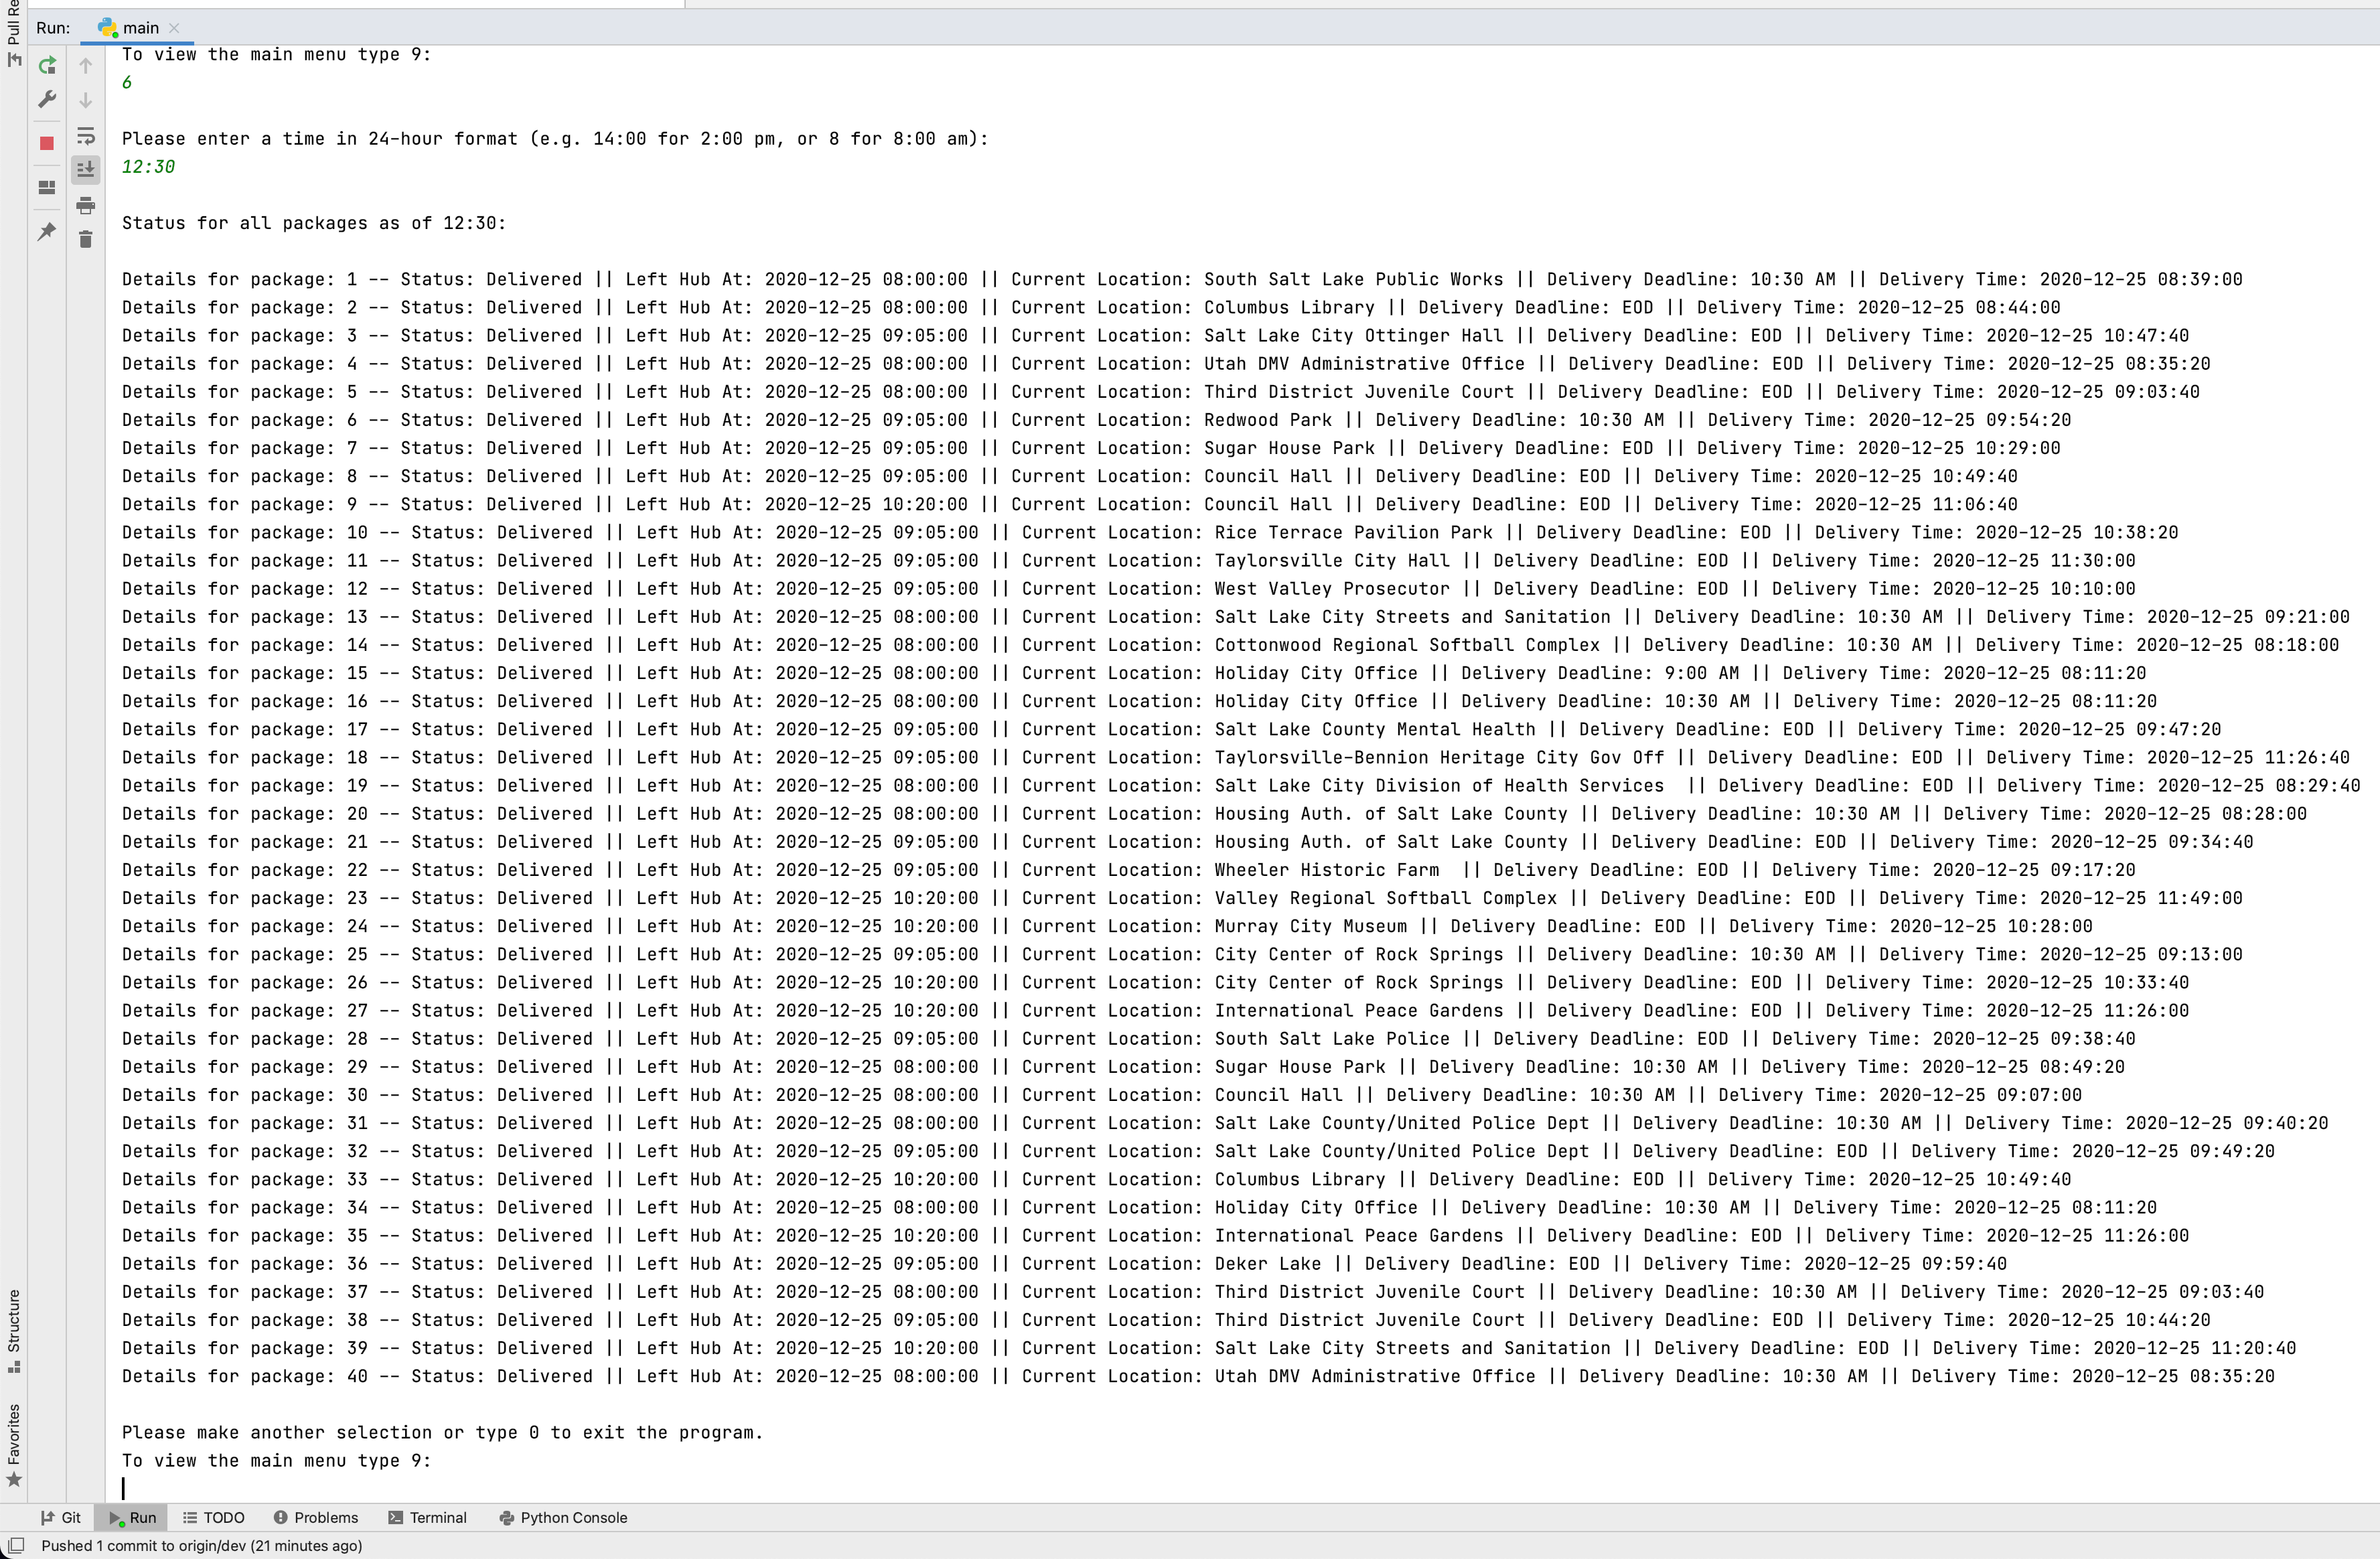 Pull Re
Run: main
To view the main menu type 9:
6
Please enter a time in 24-hour format (e.g. 14:00 for 2:00 pm, or 8 for 8:00 am):
12:30
Status for all packages as of 12:30:
Details for package: 1 -- Status: Delivered || Left Hub At: 2020-12-25 08:00:00 || Current Location: South Salt Lake Public Works || Delivery Deadline: 10:30 AM || Delivery Time: 2020-12-25 08:39:00
Details for package: 2 -- Status: Delivered || Left Hub At: 2020-12-25 08:00:00 || Current Location: Columbus Library || Delivery Deadline: EOD || Delivery Time: 2020-12-25 08:44:00
Details for package: 3 -- Status: Delivered || Left Hub At: 2020-12-25 09:05:00 || Current Location: Salt Lake City Ottinger Hall || Delivery Deadline: EOD || Delivery Time: 2020-12-25 10:47:40
Details for package: 4 -- Status: Delivered || Left Hub At: 2020-12-25 08:00:00 || Current Location: Utah DMV Administrative Office || Delivery Deadline: EOD || Delivery Time: 2020-12-25 08:35:20
Details for package: 5 -- Status: Delivered || Left Hub At: 2020-12-25 08:00:00 || Current Location: Third District Juvenile Court || Delivery Deadline: EOD || Delivery Time: 2020-12-25 09:03:40
Details for package: 6 -- Status: Delivered || Left Hub At: 2020-12-25 09:05:00 || Current Location: Redwood Park || Delivery Deadline: 10:30 AM || Delivery Time: 2020-12-25 09:54:20
Details for package: 7 -- Status: Delivered || Left Hub At: 2020-12-25 09:05:00 || Current Location: Sugar House Park || Delivery Deadline: EOD || Delivery Time: 2020-12-25 10:29:00
Details for package: 8 -- Status: Delivered || Left Hub At: 2020-12-25 09:05:00 || Current Location: Council Hall || Delivery Deadline: EOD || Delivery Time: 2020-12-25 10:49:40
Details for package: 9 -- Status: Delivered || Left Hub At: 2020-12-25 10:20:00 || Current Location: Council Hall || Delivery Deadline: EOD || Delivery Time: 2020-12-25 11:06:40
Details for package: 10 -- Status: Delivered || Left Hub At: 2020-12-25 09:05:00 || Current Location: Rice Terrace Pavilion Park || Delivery Deadline: EOD || Delivery Time: 2020-12-25 10:38:20
Details for package: 11 -- Status: Delivered || Left Hub At: 2020-12-25 09:05:00 || Current Location: Taylorsville City Hall || Delivery Deadline: EOD || Delivery Time: 2020-12-25 11:30:00
Details for package: 12 -- Status: Delivered || Left Hub At: 2020-12-25 09:05:00 || Current Location: West Valley Prosecutor || Delivery Deadline: EOD || Delivery Time: 2020-12-25 10:10:00
Details for package: 13 -- Status: Delivered || Left Hub At: 2020-12-25 08:00:00 || Current Location: Salt Lake City Streets and Sanitation || Delivery Deadline: 10:30 AM || Delivery Time: 2020-12-25 09:21:00
Details for package: 14 -- Status: Delivered || Left Hub At: 2020-12-25 08:00:00 || Current Location: Cottonwood Regional Softball Complex || Delivery Deadline: 10:30 AM || Delivery Time: 2020-12-25 08:18:00
Details for package: 15 -- Status: Delivered || Left Hub At: 2020-12-25 08:00:00 || Current Location: Holiday City Office || Delivery Deadline: 9:00 AM || Delivery Time: 2020-12-25 08:11:20
Details for package: 16 -- Status: Delivered || Left Hub At: 2020-12-25 08:00:00 || Current Location: Holiday City Office || Delivery Deadline: 10:30 AM || Delivery Time: 2020-12-25 08:11:20
Details for package: 17 -- Status: Delivered || Left Hub At: 2020-12-25 09:05:00 || Current Location: Salt Lake County Mental Health || Delivery Deadline: EOD || Delivery Time: 2020-12-25 09:47:20
Details for package: 18 -- Status: Delivered || Left Hub At: 2020-12-25 09:05:00 || Current Location: Taylorsville-Bennion Heritage City Gov Off || Delivery Deadline: EOD || Delivery Time: 2020-12-25 11:26:40
Details for package: 19 -- Status: Delivered || Left Hub At: 2020-12-25 08:00:00 || Current Location: Salt Lake City Division of Health Services  || Delivery Deadline: EOD || Delivery Time: 2020-12-25 08:29:40
Details for package: 20 -- Status: Delivered || Left Hub At: 2020-12-25 08:00:00 || Current Location: Housing Auth. of Salt Lake County || Delivery Deadline: 10:30 AM || Delivery Time: 2020-12-25 08:28:00
Details for package: 21 -- Status: Delivered || Left Hub At: 2020-12-25 09:05:00 || Current Location: Housing Auth. of Salt Lake County || Delivery Deadline: EOD || Delivery Time: 2020-12-25 09:34:40
Details for package: 22 -- Status: Delivered || Left Hub At: 2020-12-25 09:05:00 || Current Location: Wheeler Historic Farm  || Delivery Deadline: EOD || Delivery Time: 2020-12-25 09:17:20
Details for package: 23 -- Status: Delivered || Left Hub At: 2020-12-25 10:20:00 || Current Location: Valley Regional Softball Complex || Delivery Deadline: EOD || Delivery Time: 2020-12-25 11:49:00
Details for package: 24 -- Status: Delivered || Left Hub At: 2020-12-25 10:20:00 || Current Location: Murray City Museum || Delivery Deadline: EOD || Delivery Time: 2020-12-25 10:28:00
Details for package: 25 -- Status: Delivered || Left Hub At: 2020-12-25 09:05:00 || Current Location: City Center of Rock Springs || Delivery Deadline: 10:30 AM || Delivery Time: 2020-12-25 09:13:00
Details for package: 26 -- Status: Delivered || Left Hub At: 2020-12-25 10:20:00 || Current Location: City Center of Rock Springs || Delivery Deadline: EOD || Delivery Time: 2020-12-25 10:33:40
Details for package: 27 -- Status: Delivered || Left Hub At: 2020-12-25 10:20:00 || Current Location: International Peace Gardens || Delivery Deadline: EOD || Delivery Time: 2020-12-25 11:26:00
Details for package: 28 -- Status: Delivered || Left Hub At: 2020-12-25 09:05:00 || Current Location: South Salt Lake Police || Delivery Deadline: EOD || Delivery Time: 2020-12-25 09:38:40
Details for package: 29 -- Status: Delivered || Left Hub At: 2020-12-25 08:00:00 || Current Location: Sugar House Park || Delivery Deadline: 10:30 AM || Delivery Time: 2020-12-25 08:49:20
Details for package: 30 -- Status: Delivered || Left Hub At: 2020-12-25 08:00:00 || Current Location: Council Hall || Delivery Deadline: 10:30 AM || Delivery Time: 2020-12-25 09:07:00
Details for package: 31 -- Status: Delivered || Left Hub At: 2020-12-25 08:00:00 || Current Location: Salt Lake County/United Police Dept || Delivery Deadline: 10:30 AM || Delivery Time: 2020-12-25 09:40:20
Details for package: 32 -- Status: Delivered || Left Hub At: 2020-12-25 09:05:00 || Current Location: Salt Lake County/United Police Dept || Delivery Deadline: EOD || Delivery Time: 2020-12-25 09:49:20
Details for package: 33 -- Status: Delivered || Left Hub At: 2020-12-25 10:20:00 || Current Location: Columbus Library || Delivery Deadline: EOD || Delivery Time: 2020-12-25 10:49:40
Details for package: 34 -- Status: Delivered || Left Hub At: 2020-12-25 08:00:00 || Current Location: Holiday City Office || Delivery Deadline: 10:30 AM || Delivery Time: 2020-12-25 08:11:20
Details for package: 35 -- Status: Delivered || Left Hub At: 2020-12-25 10:20:00 || Current Location: International Peace Gardens || Delivery Deadline: EOD || Delivery Time: 2020-12-25 11:26:00
Details for package: 36 -- Status: Delivered || Left Hub At: 2020-12-25 09:05:00 || Current Location: Deker Lake || Delivery Deadline: EOD || Delivery Time: 2020-12-25 09:59:40
Details for package: 37 -- Status: Delivered || Left Hub At: 2020-12-25 08:00:00 || Current Location: Third District Juvenile Court || Delivery Deadline: 10:30 AM || Delivery Time: 2020-12-25 09:03:40
Details for package: 38 -- Status: Delivered || Left Hub At: 2020-12-25 09:05:00 || Current Location: Third District Juvenile Court || Delivery Deadline: EOD || Delivery Time: 2020-12-25 10:44:20
Details for package: 39 -- Status: Delivered || Left Hub At: 2020-12-25 10:20:00 || Current Location: Salt Lake City Streets and Sanitation || Delivery Deadline: EOD || Delivery Time: 2020-12-25 11:20:40
Details for package: 40 -- Status: Delivered || Left Hub At: 2020-12-25 08:00:00 || Current Location: Utah DMV Administrative Office || Delivery Deadline: 10:30 AM || Delivery Time: 2020-12-25 08:35:20
Please make another selection or type 0 to exit the program.
To view the main menu type 9:
Structure
Favorites
Git Run TODO Problems Terminal Python Console
Pushed 1 commit to origin/dev (21 minutes ago)